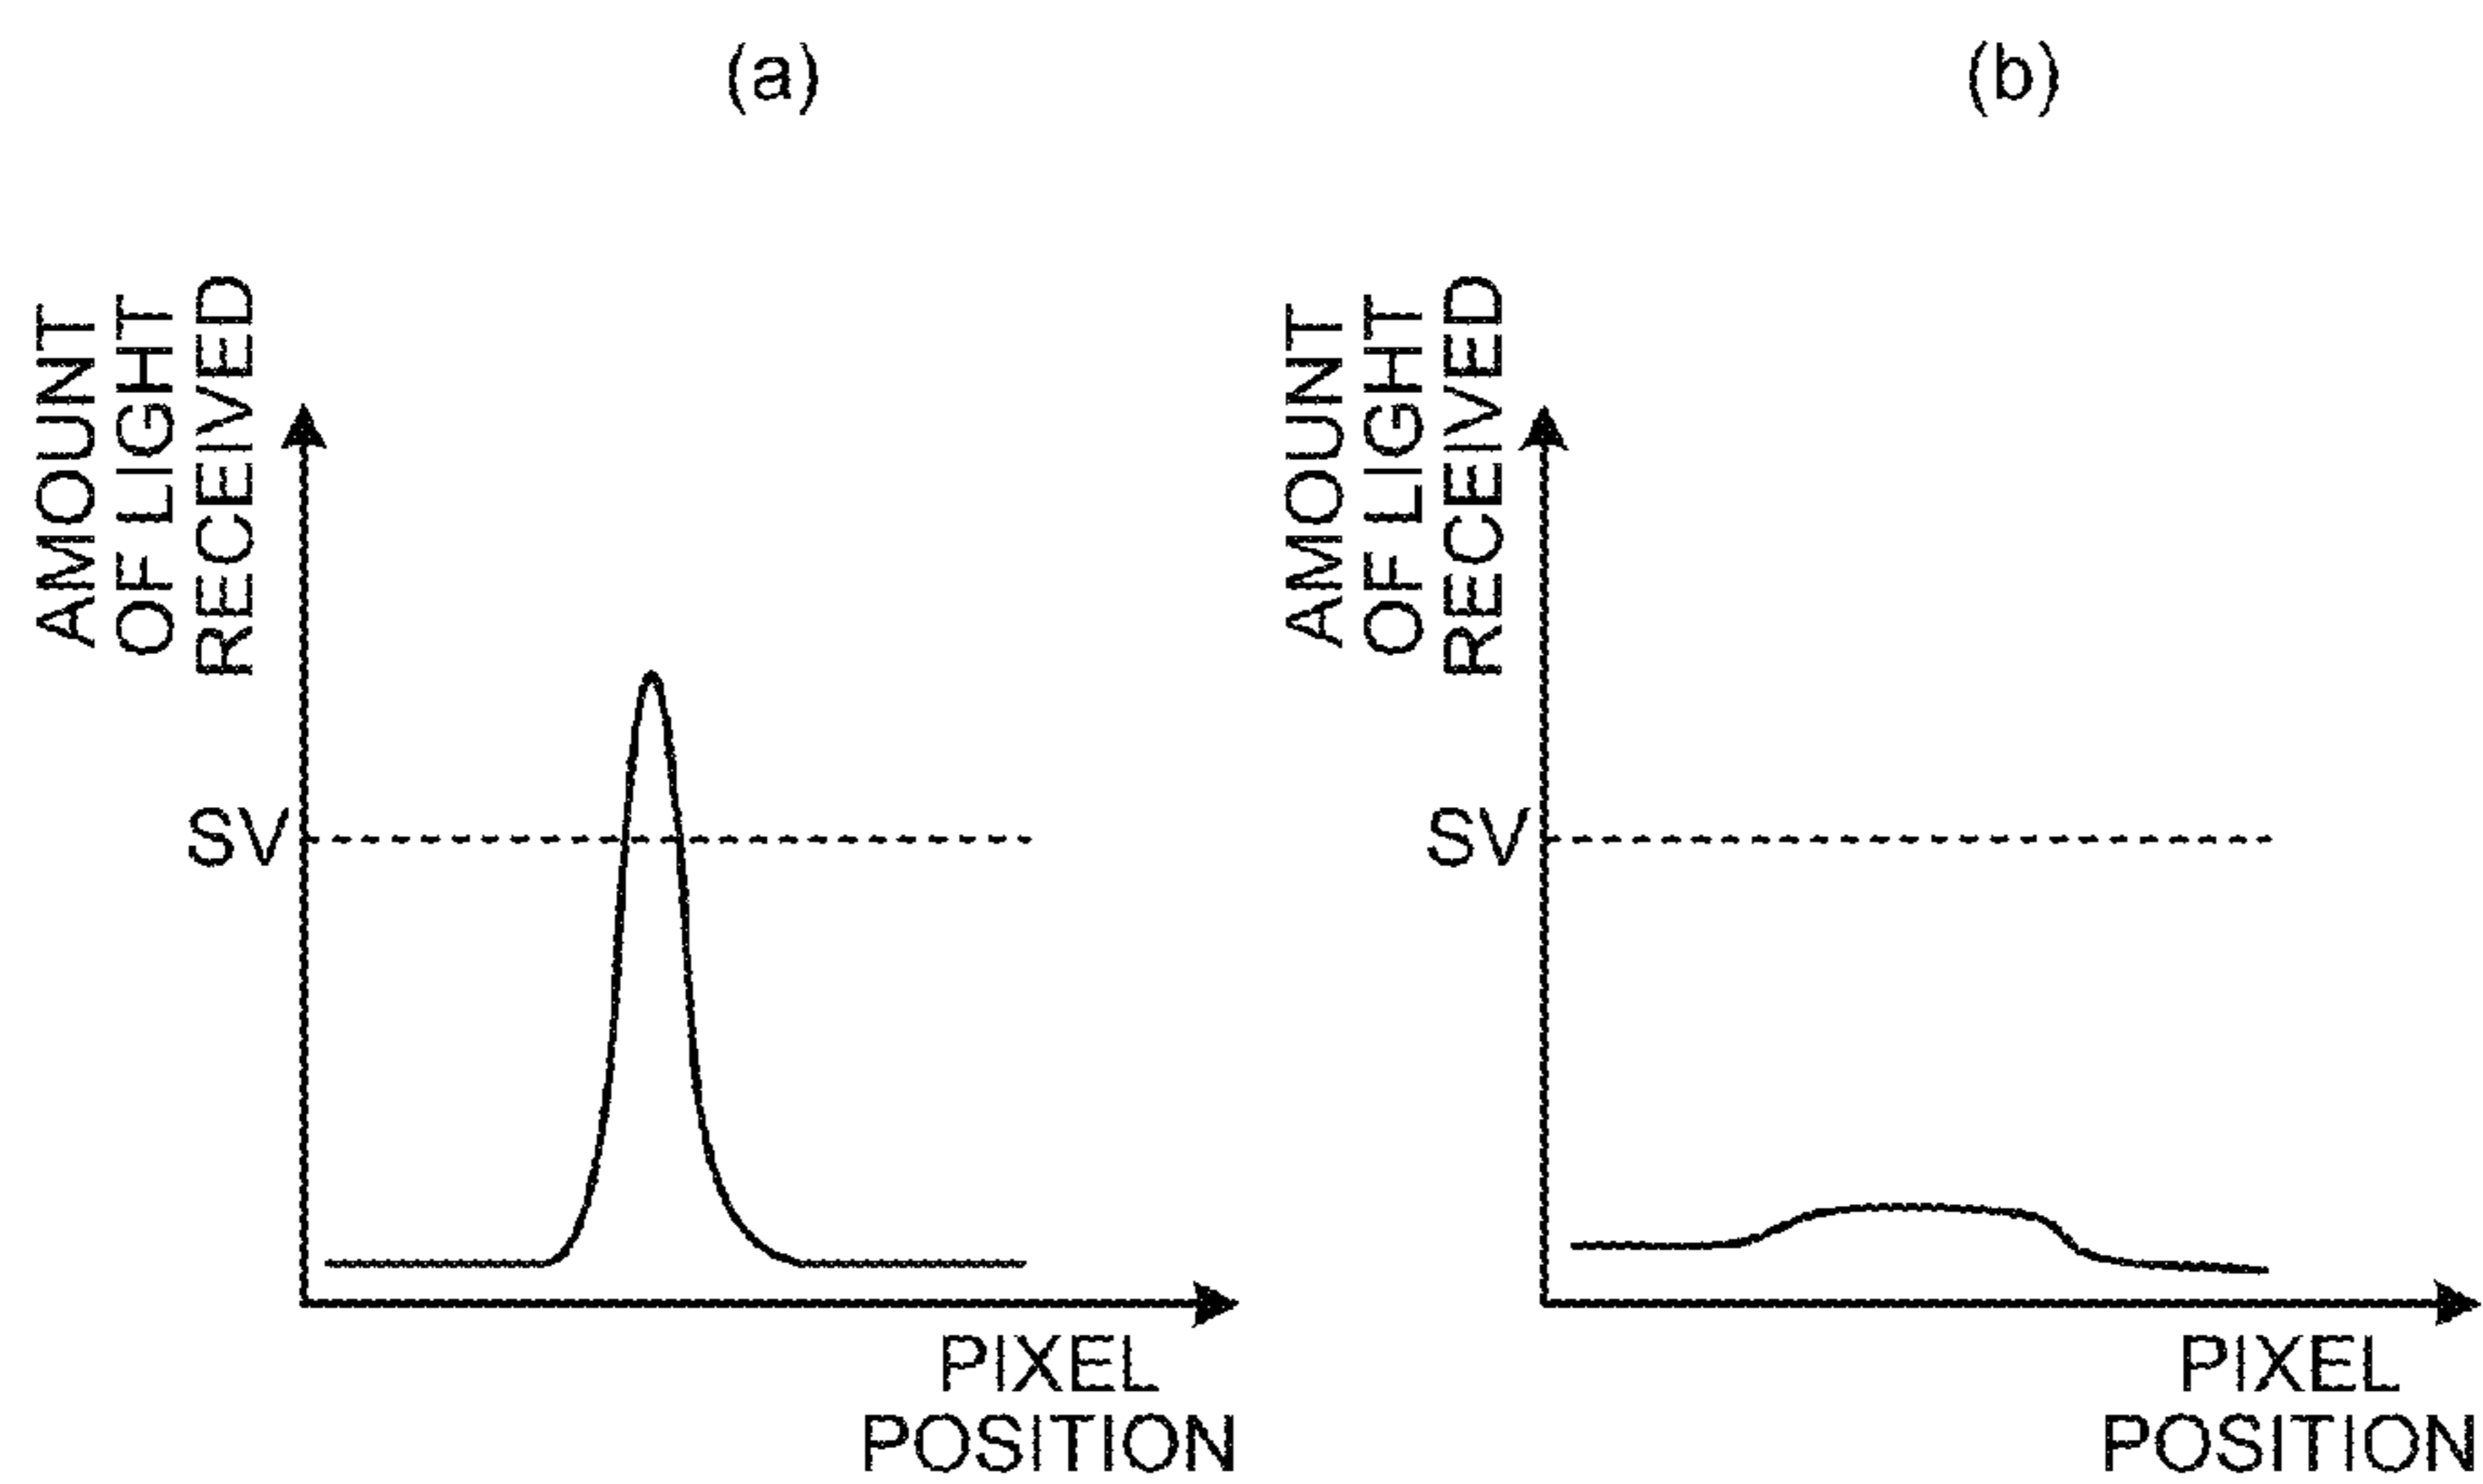 (a)
AMOUNT
OF LIGHT
RECEIVED
SV
PIXEL
POSITION
(b)
AMOUNT
OF LIGHT
RECEIVED
SV
PIXEL
POSITION